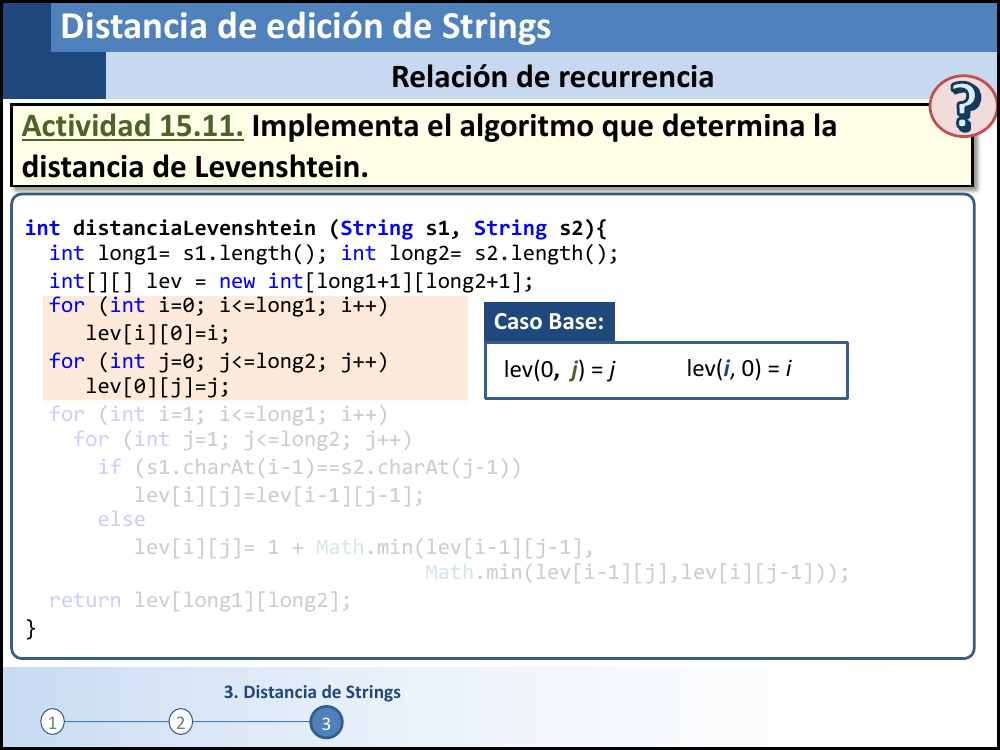 Distancia de edición de Strings
Relación de recurrencia
?
Actividad 15.11. Implementa el algoritmo que determina la
distancia de Levenshtein.
int distanciaLevenshtein (String s1, String s2){
int long1= s1.length(); int long2= s2.length();
int[][] lev = new int[long1+1][long2+1];
for (int i=0; i<=long1; i++)
lev[i][0]=i;
for (int j=0; j<=long2; j++)
lev[0][j]=j;
Caso Base:
lev(0, j) = j lev(i, 0) = i
for (int i=1; i<=long1; i++)
for (int j=1; j<=long2; j++)
if (s1.charAt(i-1)==s2.charAt(j-1))
lev[i][j]=lev[i-1][j-1];
else
lev[i][j]= 1 + Math.min(lev[i-1][j-1],
Math.min(lev[i-1][j],lev[i][j-1]));
return lev[long1][long2];
}
3. Distancia de Strings
1 2 3